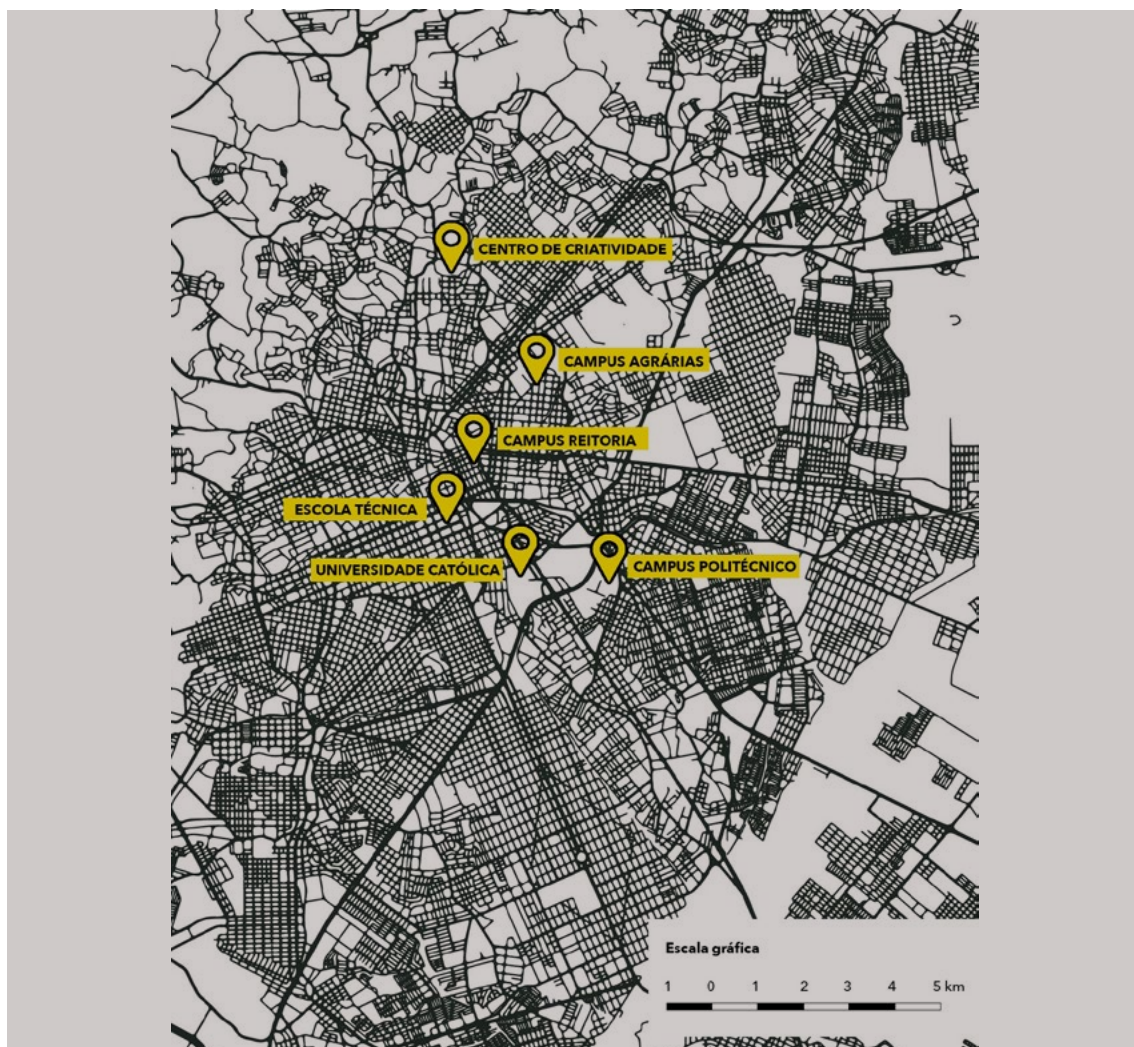 CENTRO DE CRIATIVIDADE
CAMPUS AGRÁRIAS
CAMPUS REITORIA
ESCOLA TÉCNICA
UNIVERSIDADE CATÓLICA
CAMPUS POLITÉCNICO
Escala gráfica
1 0 1 2 3 4 5 km